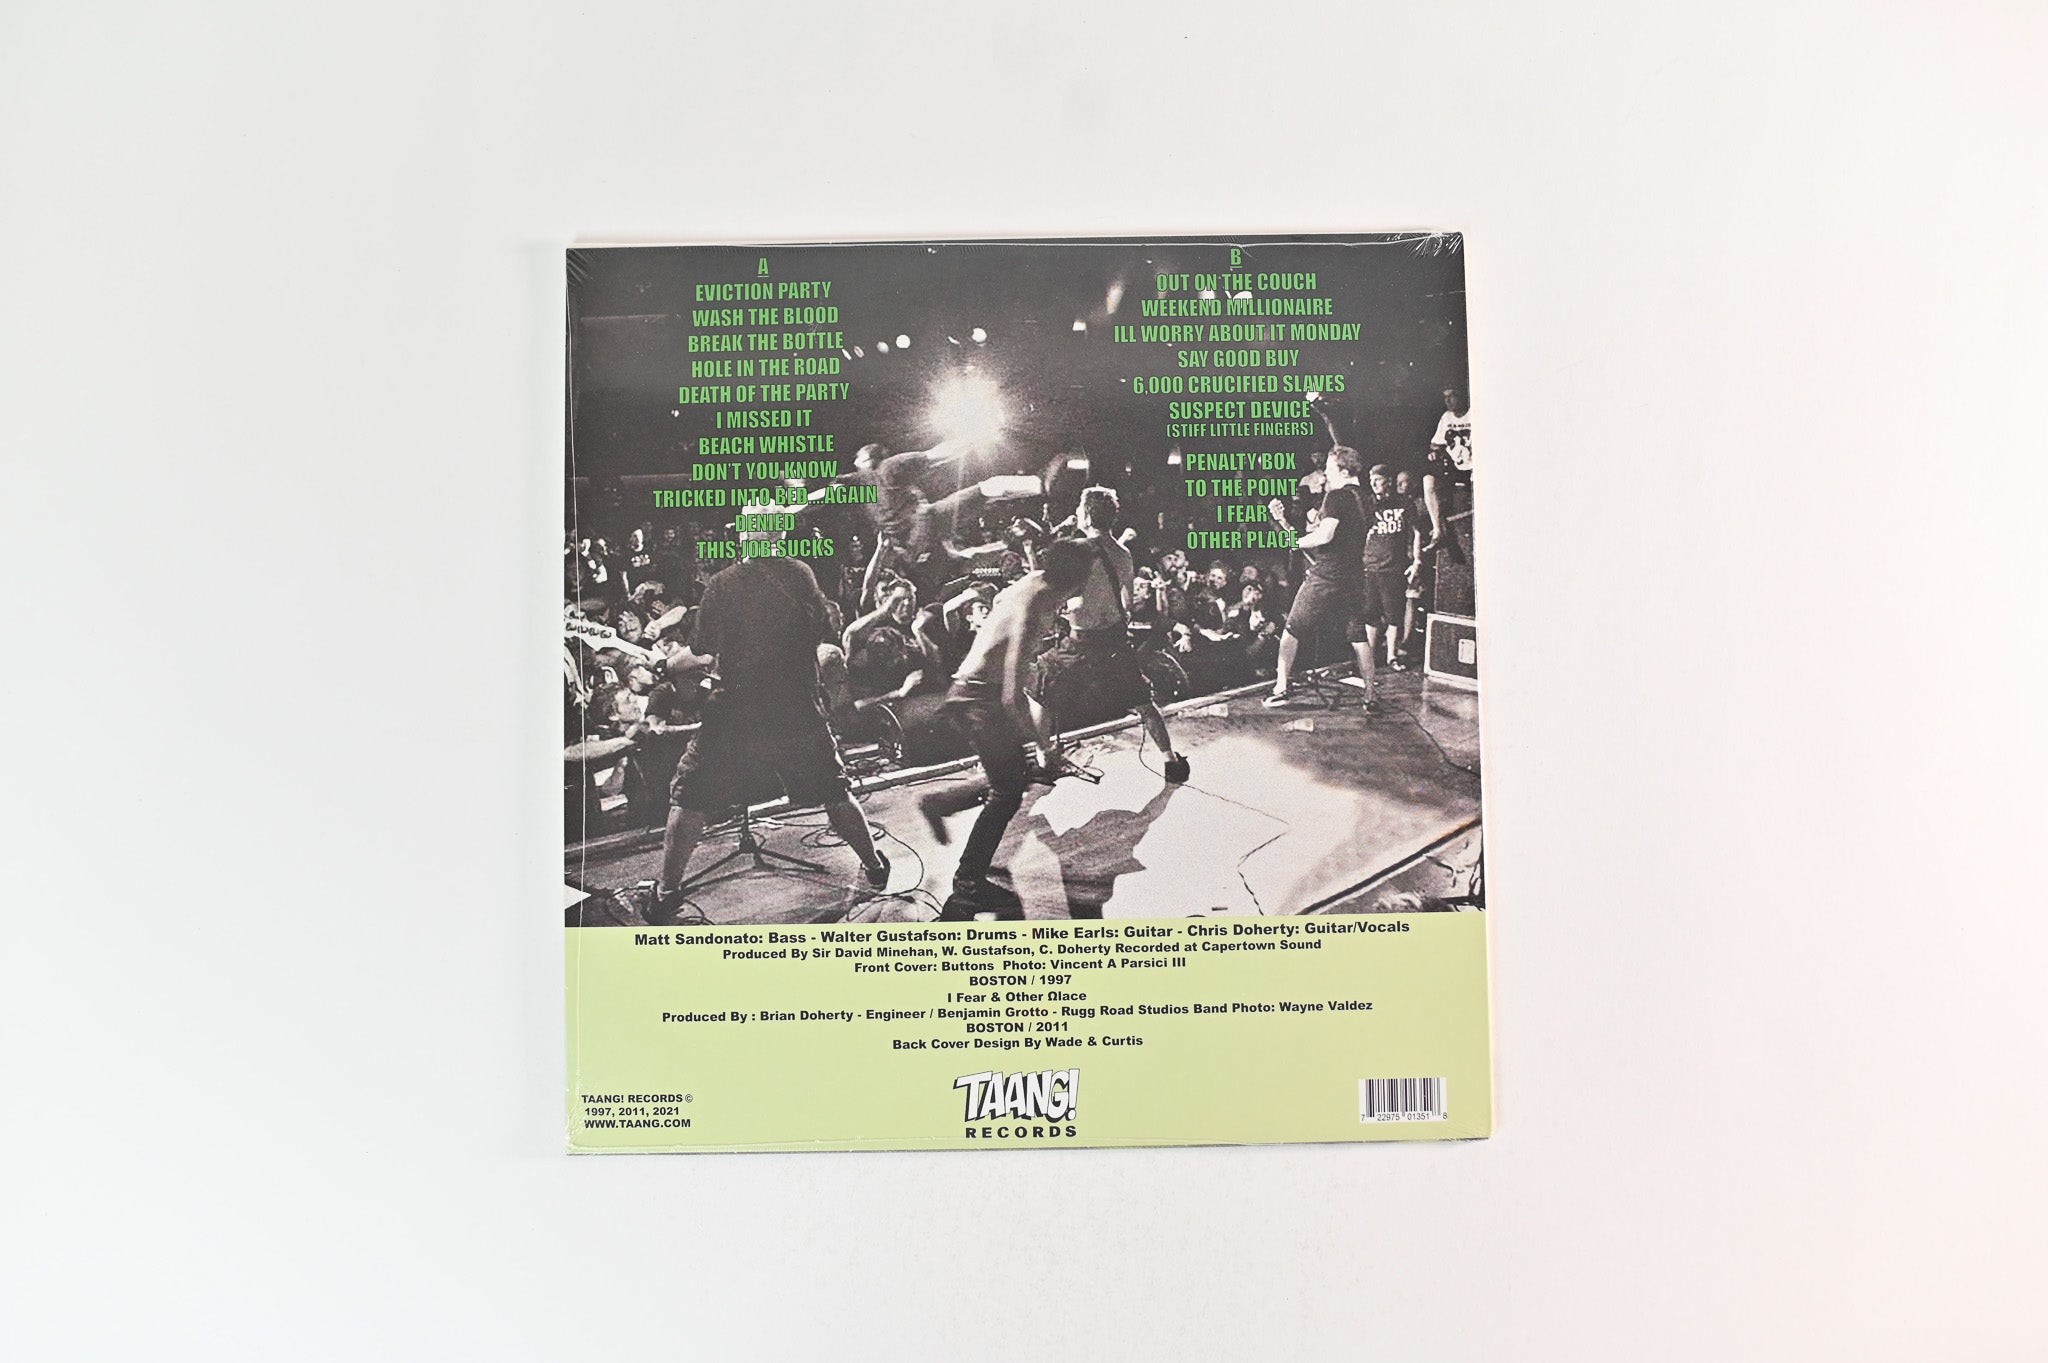 A
EVICTION PARTY
WASH THE BLOOD
BREAK THE BOTTLE
HOLE IN THE ROAD
DEATH OF THE PARTY
I MISSED IT
BEACH WHISTLE
DON'T YOU KNOW
TRICKED INTO BED....AGAIN
DENIED
THIS JOB SUCKS
B
OUT ON THE COUCH
WEEKEND MILLIONAIRE
ILL WORRY ABOUT IT MONDAY
SAY GOOD BUY
6,000 CRUCIFIED SLAVES
SUSPECT DEVICE
(STIFF LITTLE FINGERS)
PENALTY BOX
TO THE POINT
I FEAR
OTHER PLACE
Matt Sandonato: Bass - Walter Gustafson: Drums - Mike Earls: Guitar - Chris Doherty: Guitar/Vocals
Produced By Sir David Minehan, W. Gustafson, C. Doherty Recorded at Capertown Sound
Front Cover: Buttons Photo: Vincent A Parsici III
BOSTON / 1997
I Fear & Other Ωlace
Produced By : Brian Doherty - Engineer / Benjamin Grotto - Rugg Road Studios Band Photo: Wayne Valdez
BOSTON / 2011
Back Cover Design By Wade & Curtis
TAANG! RECORDS ©
1997, 2011, 2021
WWW.TAANG.COM
TAANG!
RECORDS
7 22975 01351 8